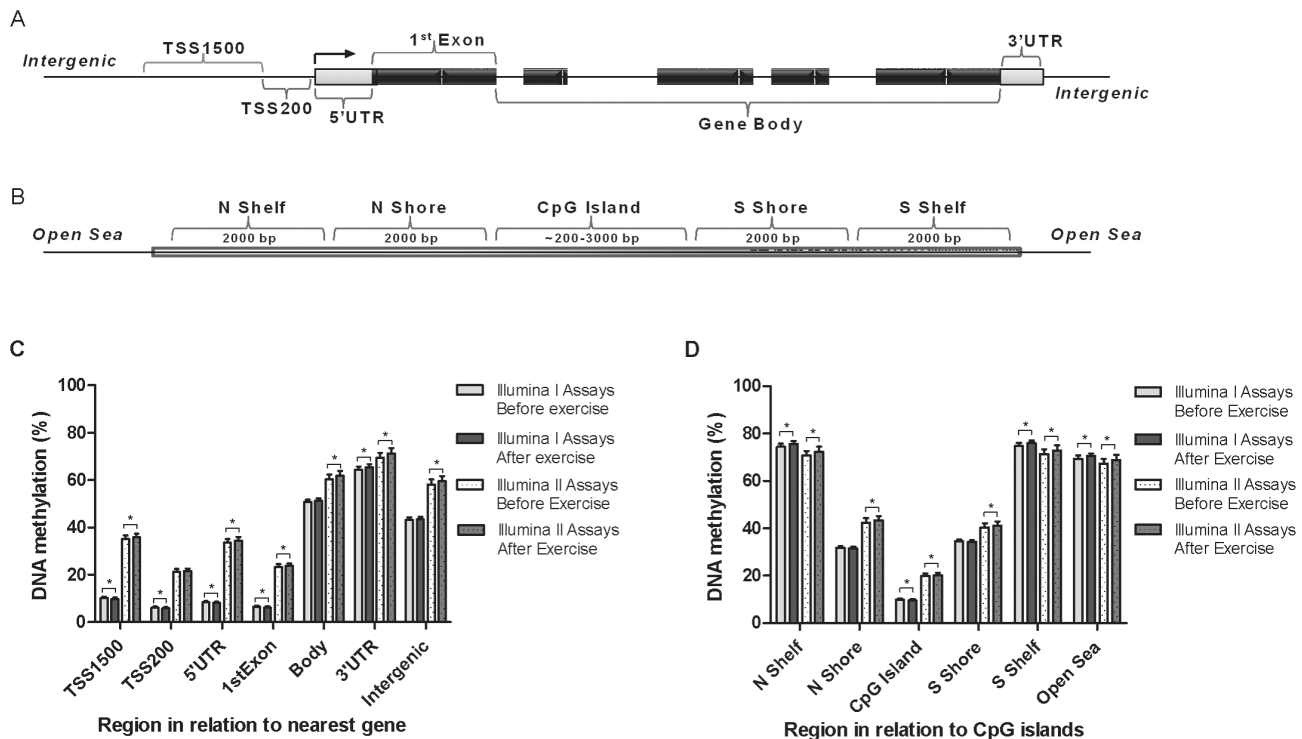 A
Intergenic
TSS1500
TSS200
5'UTR
1st Exon
Gene Body
3'UTR
Intergenic
B
Open Sea
N Shelf
N Shore
CpG Island
S Shore
S Shelf
2000 bp
2000 bp
~200-3000 bp
2000 bp
2000 bp
Open Sea
C
DNA methylation (%)
100
80
60
40
20
0
* * * * * * * * * * *
TSS1500
TSS200
5'UTR
1stExon
Body
3'UTR
Intergenic
Region in relation to nearest gene
Illumina I Assays
Before exercise
Illumina I Assays
After exercise
Illumina II Assays
Before Exercise
Illumina II Assays
After Exercise
D
DNA methylation (%)
100
80
60
40
20
0
* * * * * * * * * *
N Shelf
N Shore
CpG Island
S Shore
S Shelf
Open Sea
Region in relation to CpG islands
Illumina I Assays
Before Exercise
Illumina I Assays
After Exercise
Illumina II Assays
Before Exercise
Illumina II Assays
After Exercise